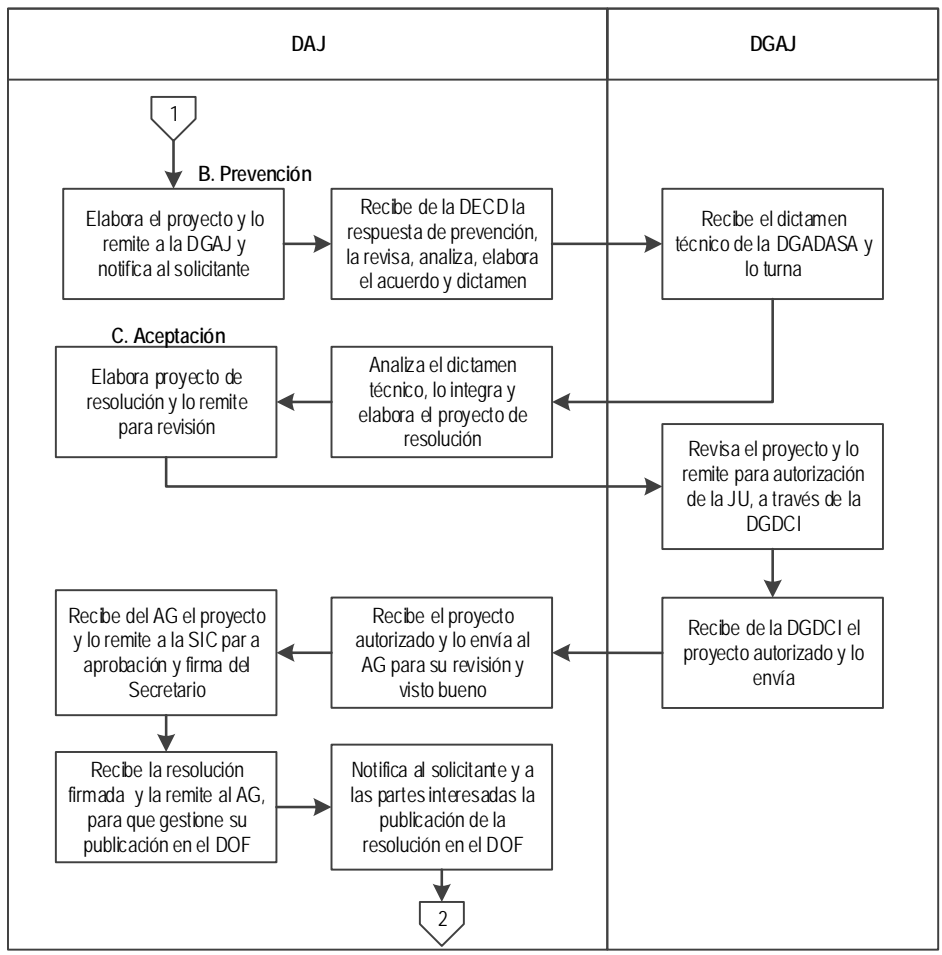 DAJ
DGAJ
1
B. Prevención
Elabora el proyecto y lo
remite a la DGAJ y
notifica al solicitante
Recibe de la DECD la
respuesta de prevención,
la revisa, analiza, elabora
el acuerdo y dictamen
Recibe el dictamen
técnico de la DGADASA y
lo turna
C. Aceptación
Elabora proyecto de
resolución y lo remite
para revisión
Analiza el dictamen
técnico, lo integra y
elabora el proyecto de
resolución
Revisa el proyecto y lo
remite para autorización
de la JU, a través de la
DGDCI
Recibe del AG el proyecto
y lo remite a la SIC par a
aprobación y firma del
Secretario
Recibe el proyecto
autorizado y lo envía al
AG para su revisión y
visto bueno
Recibe de la DGDCI el
proyecto autorizado y lo
envía
Recibe la resolución
firmada y la remite al AG,
para que gestione su
publicación en el DOF
Notifica al solicitante y a
las partes interesadas la
publicación de la
resolución en el DOF
2